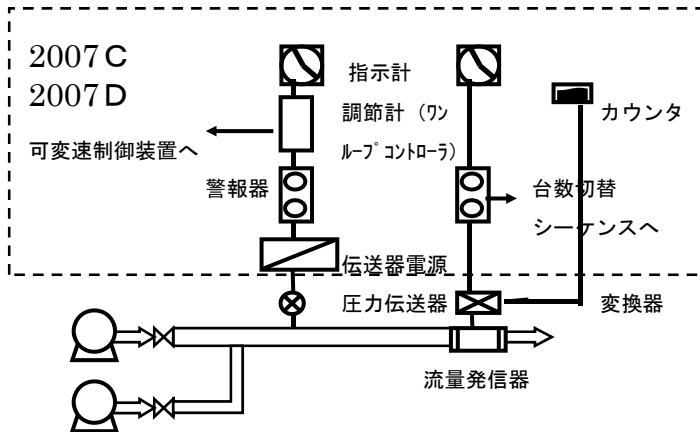 2007C
2007D
指示計
調節計（ワン
ループコントローラ）
カウンタ
可変速制御装置へ
警報器
台数切替
シーケンスへ
伝送器電源
圧力伝送器
変換器
流量発信器